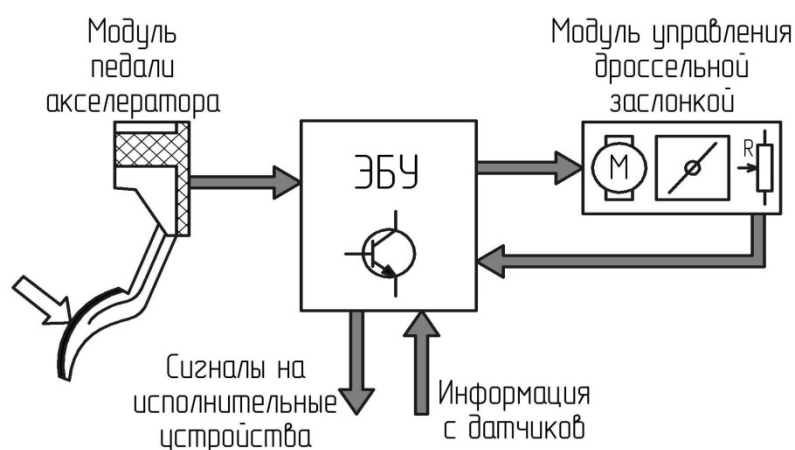 Модуль
педали
акселератора
Модуль управления
дроссельной
заслонкой
ЭБУ
M
R
Сигналы на
исполнительные
устройства
Информация
с датчиков